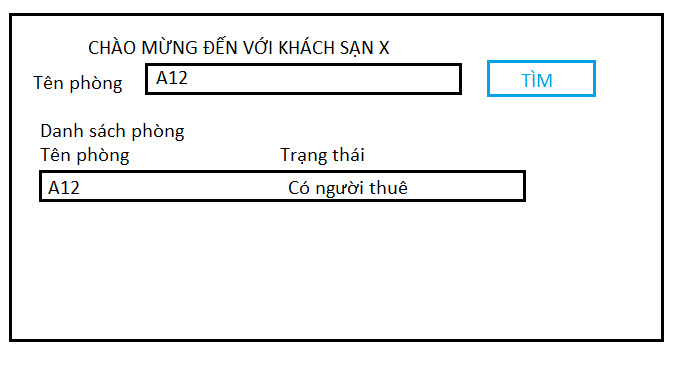 CHÀO MỪNG ĐẾN VỚI KHÁCH SẠN X
Tên phòng A12 TÌM
Danh sách phòng
Tên phòng Trạng thái
A12 Có người thuê